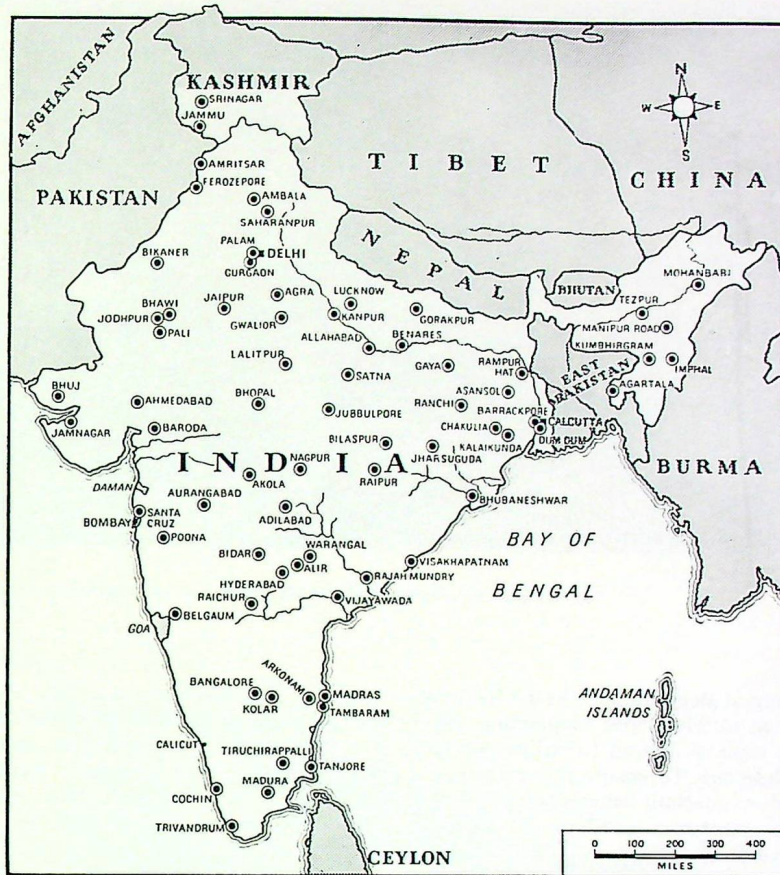 AFGHANISTAN
KASHMIR
SRINAGAR
JAMMU
N
W
E
S
TIBET
CHINA
AMRITSAR
PAKISTAN
FEROZEPORE
AMBALA
SAHARANPUR
NEPAL
PALAM
DELHI
CURGAON
BIKANER
BHUTAN
MOHANBARI
AGRA
LUCKNOW
TEZPUR
BHAWI
JAIPUR
GORAKPUR
JODHPUR
GWALIOR
KANPUR
MANIPUR ROAD
PALI
ALLAHABAD
BENARES
KUMBHIRGRAM
LALITPUR
GAYA
RAMPUR
HAT
EAST
PAKISTAN
IMPHAL
SATNA
AGARTALA
BHUJ
AHMEDABAD
BHOPAL
ASANSOL
JUBBULPORE
RANCHI
BARRACKPORE
JAMNAGAR
BARODA
CHAKULIA
CALCUTTA
DUM DUM
BILASPUR
KALAIKUNDA
JHARSUGUDA
INDIA
NAGPUR
BURMA
AKOLA
RAIPUR
DAMAN
AURANGABAD
BHUBANESHWAR
SANTA
CRUZ
BOMBAY
ADILABAD
POONA
BAY OF
BENGAL
WARANGAL
BIDAR
VISAKHAPATNAM
ALIR
HYDERABAD
RAJAHMUNDRY
RAICHUR
VIJAYAWADA
BELGAUM
GOA
ARKONAM
BANGALORE
MADRAS
ANDAMAN
ISLANDS
KOLAR
TAMBARAM
CALICUT
TIRUCHIRAPPALLI
TANJORE
MADURA
COCHIN
TRIVANDRUM
CEYLON
0 100 200 300 400
MILES